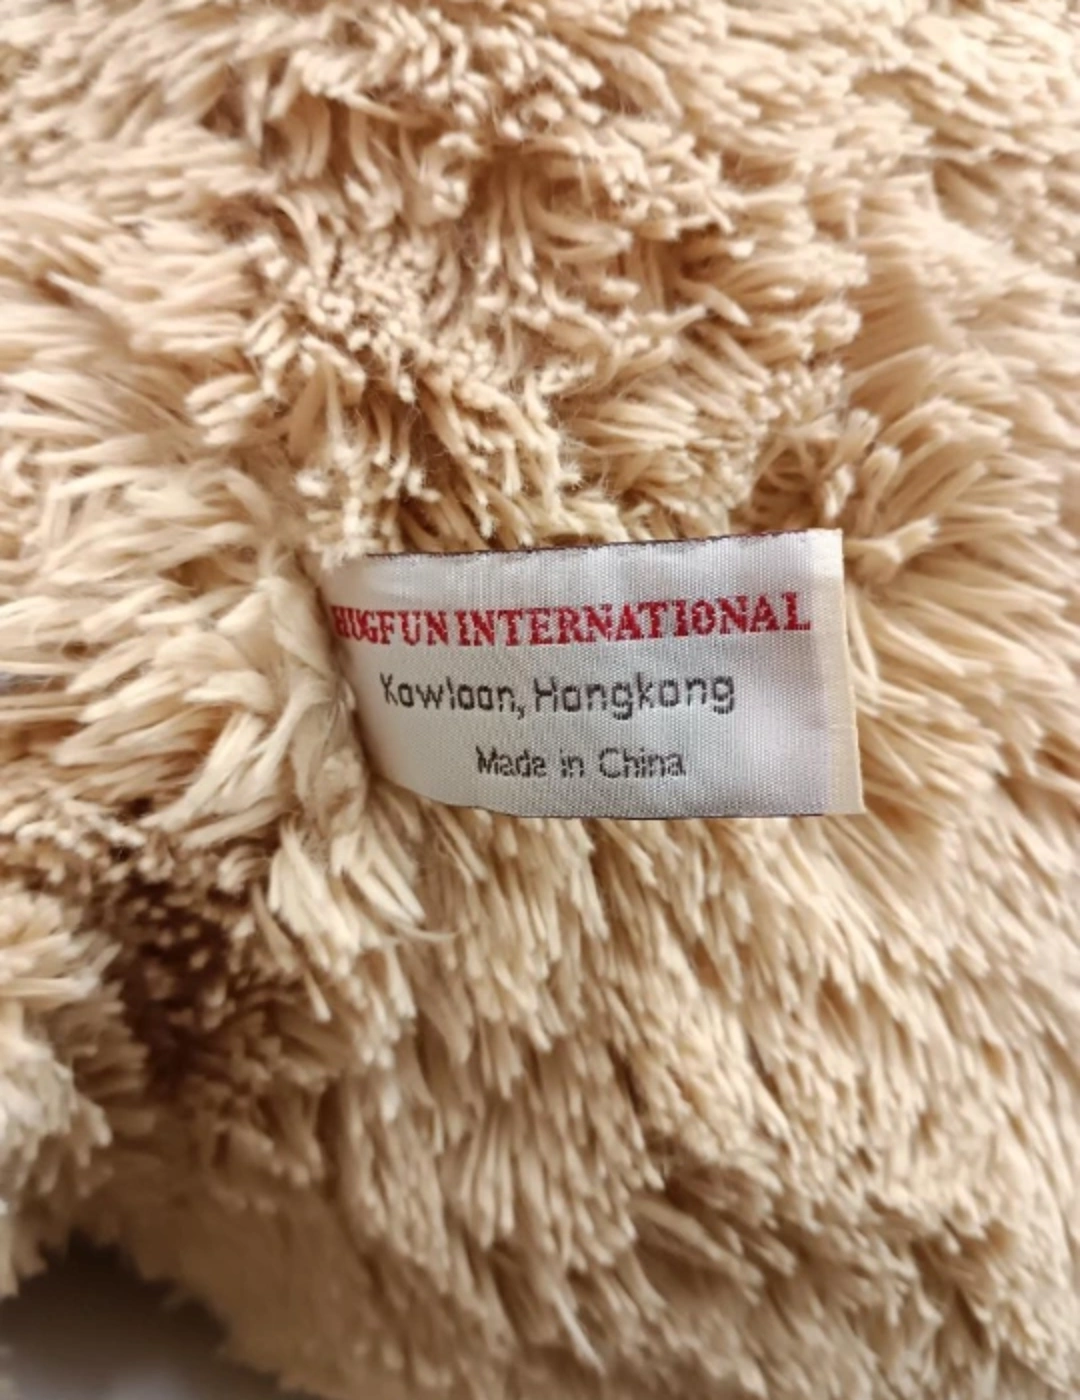 HUGFUN INTERNATIONAL
Kowloon, Hongkong
Made in China